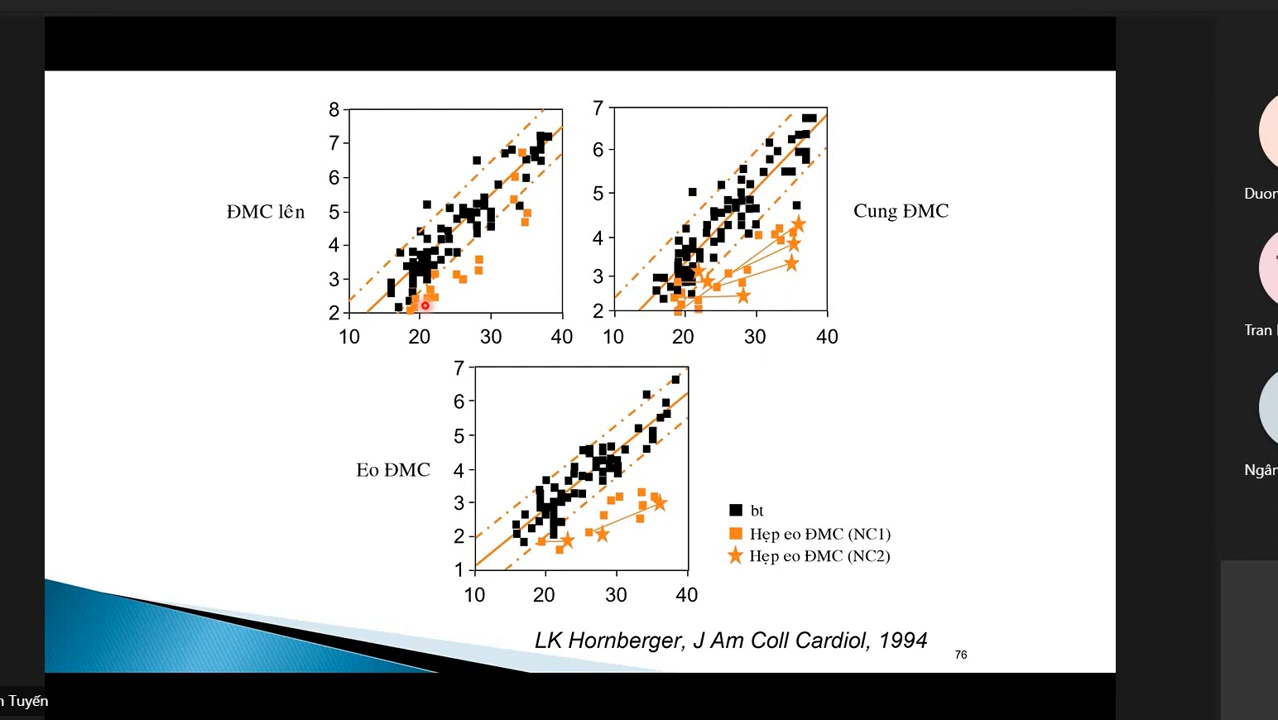 ĐMC lên
8
7
6
5
4
3
2
10 20 30 40
Cung ĐMC
7
6
5
4
3
2
10 20 30 40
Eo ĐMC
7
6
5
4
3
2
1
10 20 30 40
bt
Hẹp eo ĐMC (NC1)
Hẹp eo ĐMC (NC2)
LK Hornberger, J Am Coll Cardiol, 1994
76
Duon
Tran
Ngân
Tuyến